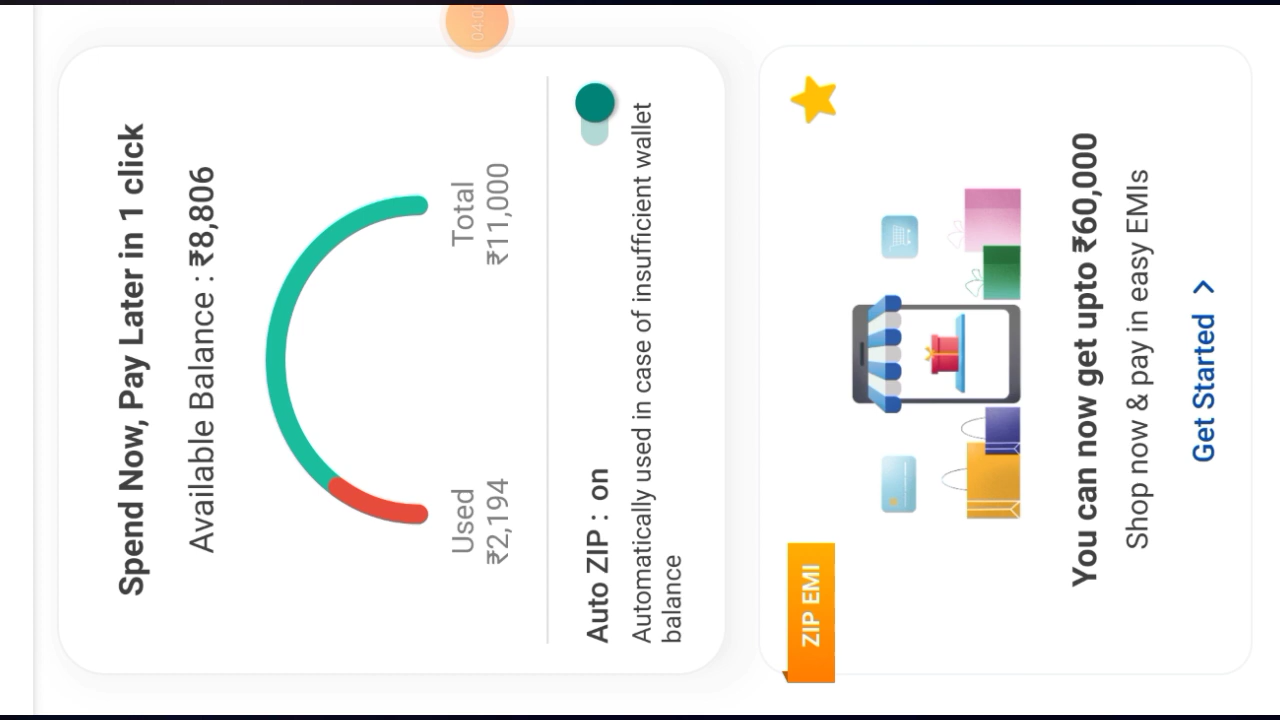 04:00
Spend Now, Pay Later in 1 click
Available Balance : ₹8,806
Used
₹2,194
Total
₹11,000
Auto ZIP : on
Automatically used in case of insufficient wallet
balance
ZIP EMI
You can now get upto ₹60,000
Shop now & pay in easy EMIs
Get Started >